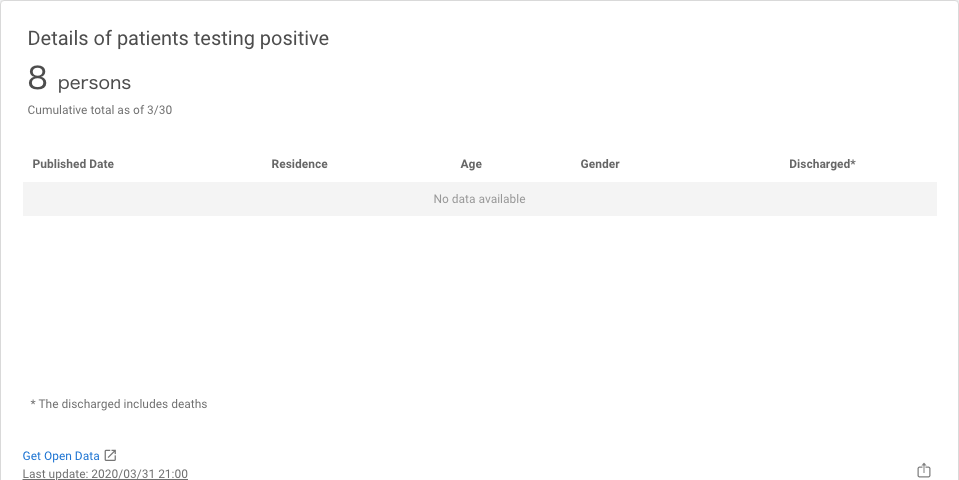 Details of patients testing positive
8 persons
Cumulative total as of 3/30
Published Date Residence Age Gender Discharged*
No data available
* The discharged includes deaths
Get Open Data
Last update: 2020/03/31 21:00